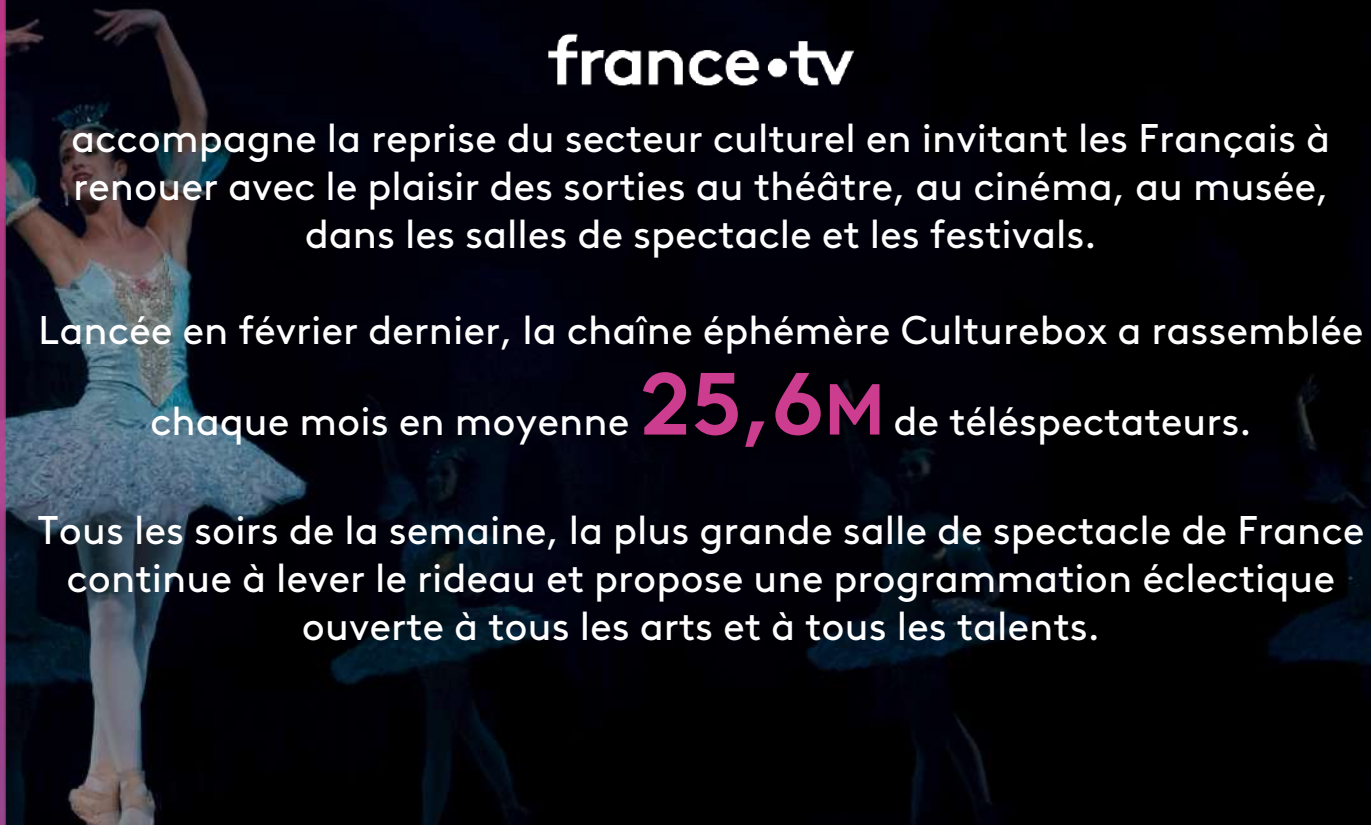 france•tv
accompagne la reprise du secteur culturel en invitant les Français à
renouer avec le plaisir des sorties au théâtre, au cinéma, au musée,
dans les salles de spectacle et les festivals.
Lancée en février dernier, la chaîne éphémère Culturebox a rassemblée
chaque mois en moyenne 25,6M de téléspectateurs.
Tous les soirs de la semaine, la plus grande salle de spectacle de France
continue à lever le rideau et propose une programmation éclectique
ouverte à tous les arts et à tous les talents.